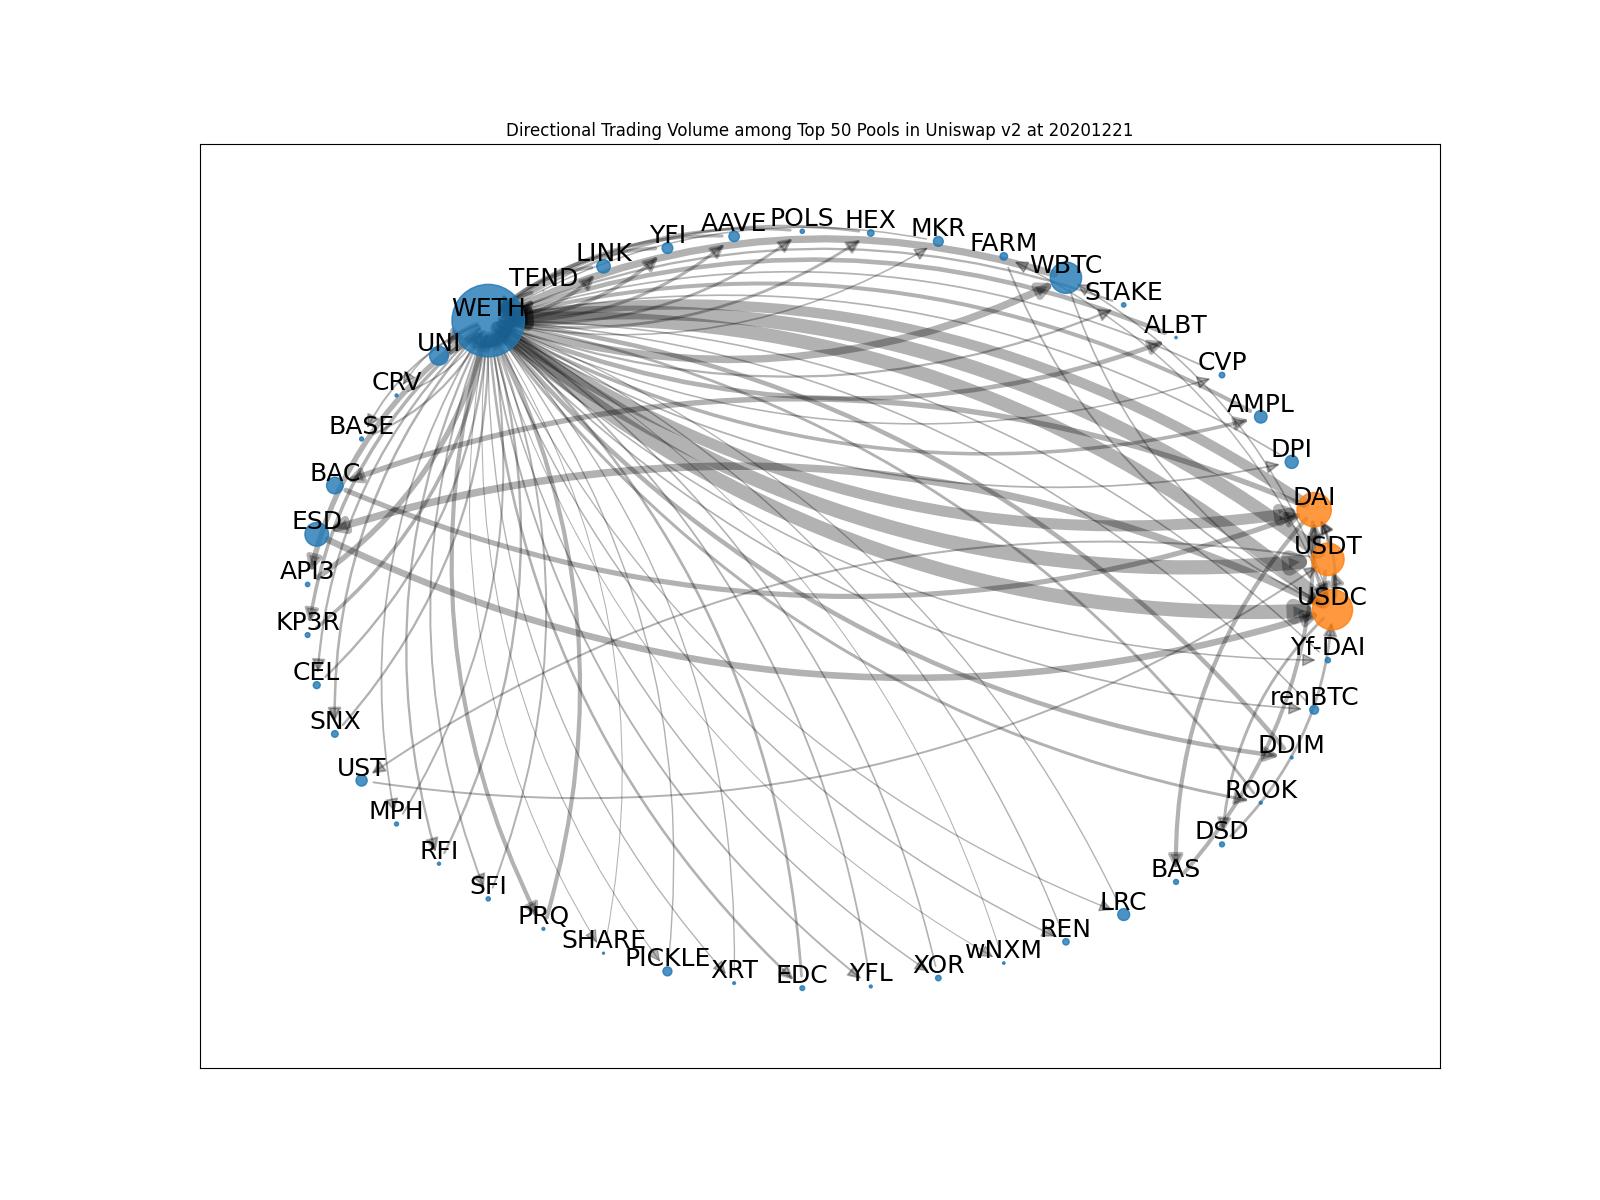 Directional Trading Volume among Top 50 Pools in Uniswap v2 at 20201221
POLS
HEX
AAVE
MKR
YFI
FARM
LINK
WBTC
TEND
STAKE
WETH
ALBT
UNI
CVP
CRV
AMPL
BASE
DPI
BAC
DAI
ESD
USDT
API3
USDC
KP3R
Yf-DAI
CEL
renBTC
SNX
DDIM
UST
ROOK
MPH
DSD
RFI
BAS
SFI
LRC
PRQ
REN
SHARE
wNXM
PICKLE
XOR
XRT
YFL
EDC